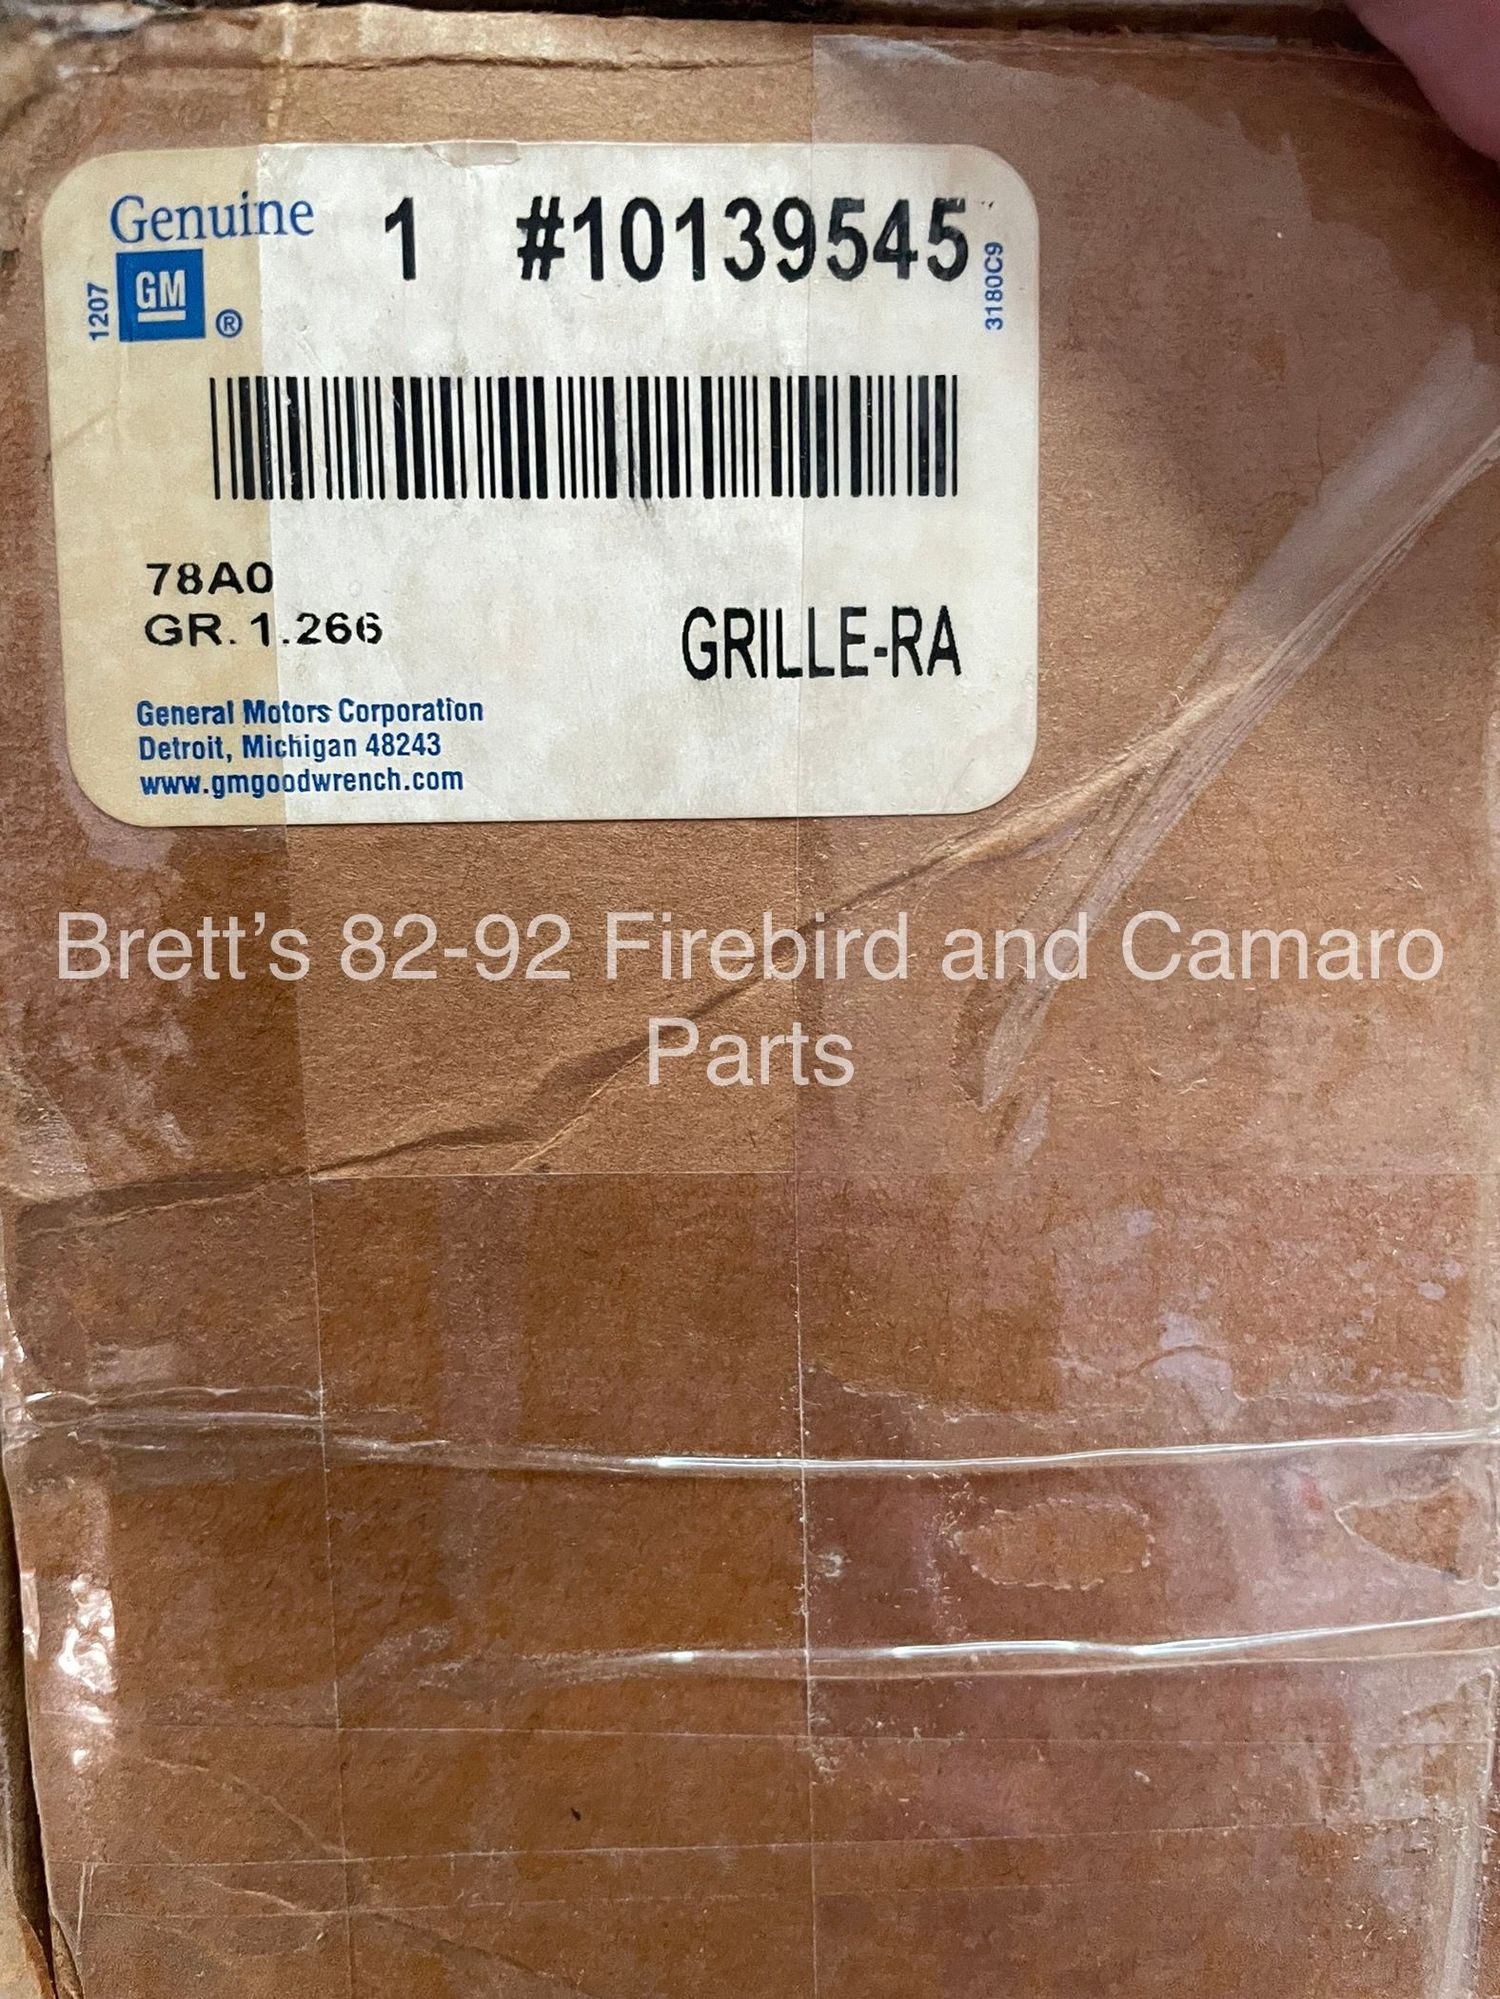 Genuine
GM
®
1207
1 #10139545
3180C9
78A0
GR. 1.266
GRILLE-RA
General Motors Corporation
Detroit, Michigan 48243
www.gmgoodwrench.com
Brett’s 82-92 Firebird and Camaro
Parts